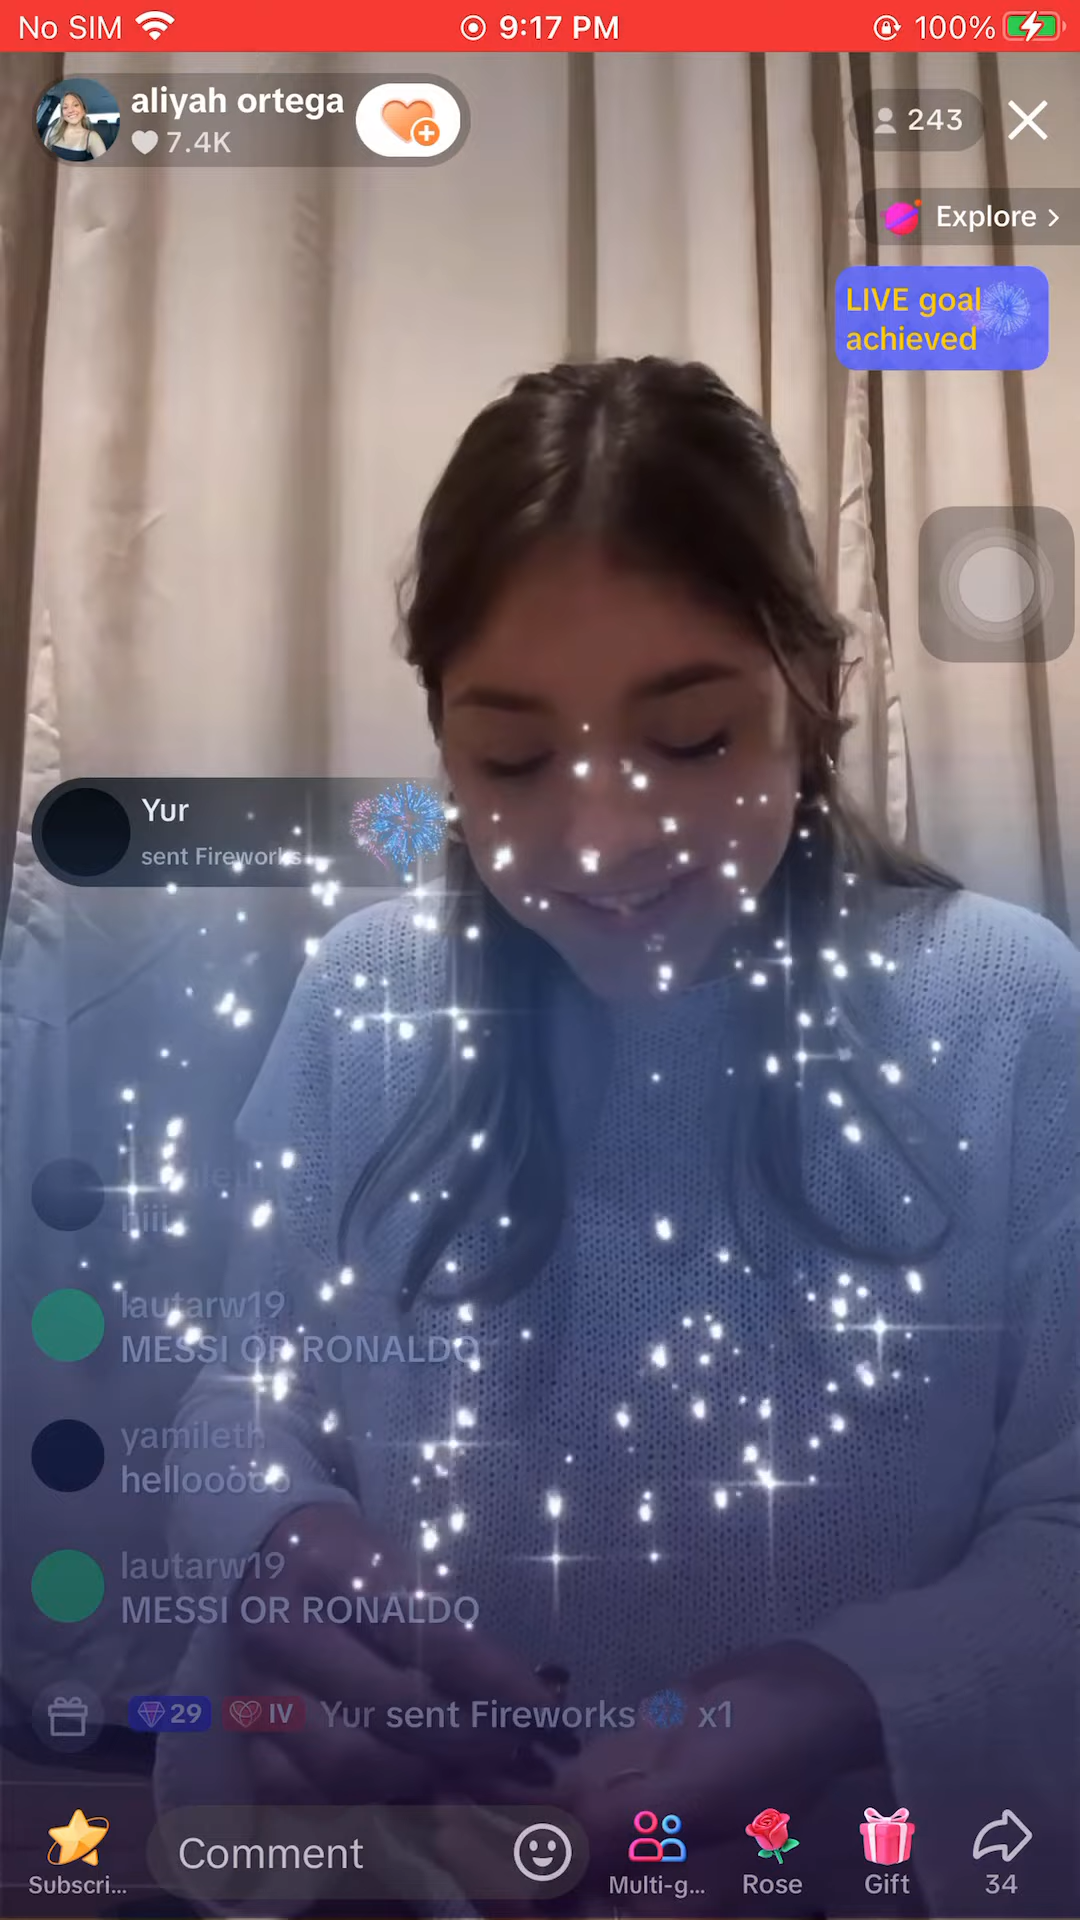 No SIM
9:17 PM
100%
aliyah ortega
7.4K
243
Explore >
LIVE goal
achieved
Yur
sent Fireworks
hiii
lautarw19
MESSI OR RONALDO
yamileth
hellooooo
lautarw19
MESSI OR RONALDO
29 IV Yur sent Fireworks x1
Comment
Subscri...
Multi-g...
Rose
Gift
34